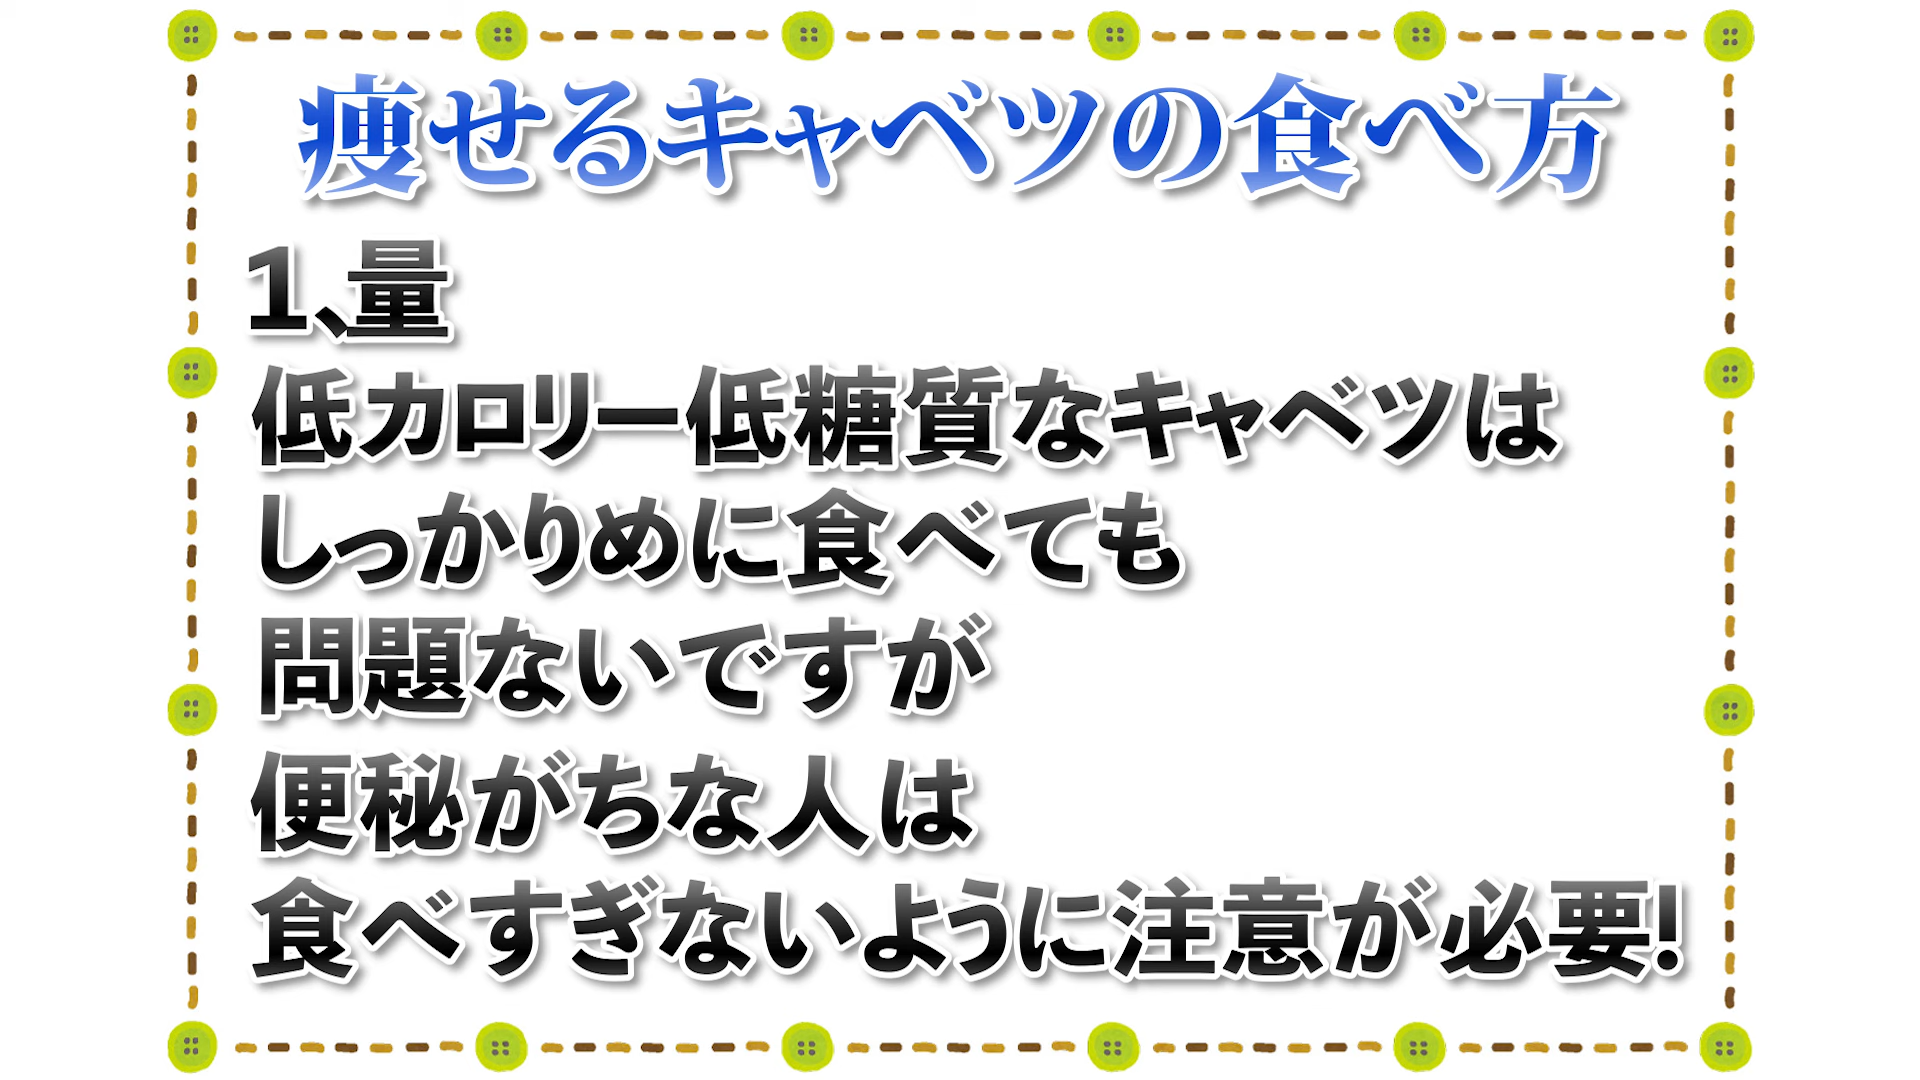 痩せるキャベツの食べ方
1、量
低カロリー低糖質なキャベツは
しっかりめに食べても
問題ないですが
便秘がちな人は
食べすぎないように注意が必要!